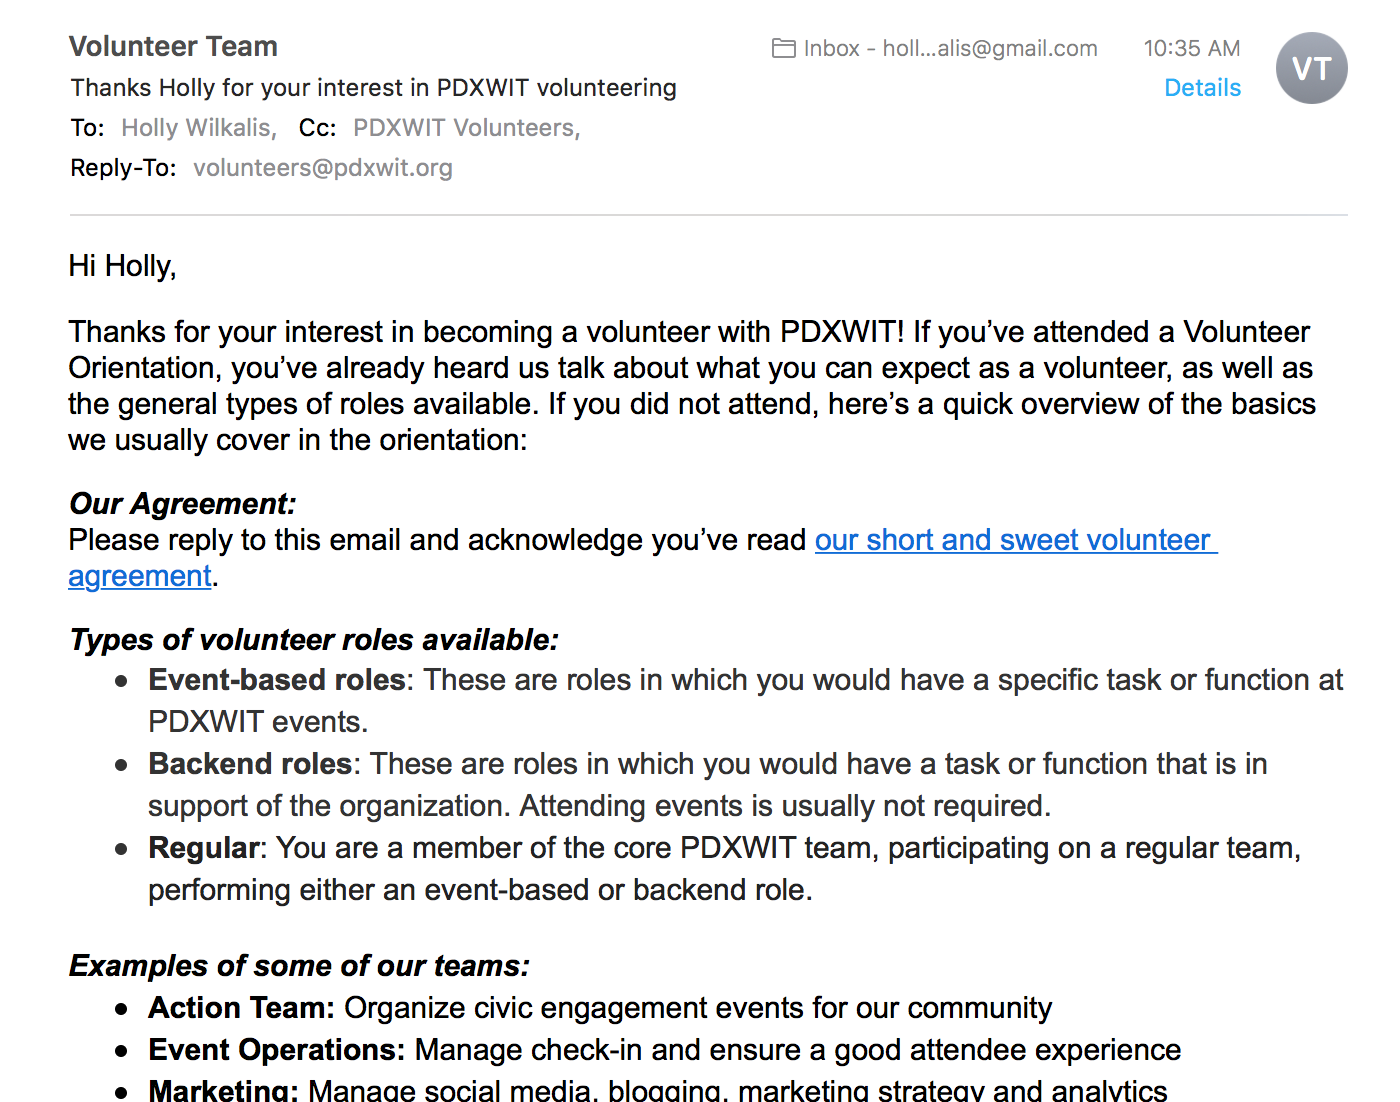 Volunteer Team
Inbox - holl...alis@gmail.com
10:35 AM
VT
Thanks Holly for your interest in PDXWIT volunteering
Details
To: Holly Wilkalis, Cc: PDXWIT Volunteers,
Reply-To: volunteers@pdxwit.org
Hi Holly,
Thanks for your interest in becoming a volunteer with PDXWIT! If you’ve attended a Volunteer
Orientation, you’ve already heard us talk about what you can expect as a volunteer, as well as
the general types of roles available. If you did not attend, here’s a quick overview of the basics
we usually cover in the orientation:
Our Agreement:
Please reply to this email and acknowledge you’ve read our short and sweet volunteer
agreement.
Types of volunteer roles available:
• Event-based roles: These are roles in which you would have a specific task or function at
PDXWIT events.
• Backend roles: These are roles in which you would have a task or function that is in
support of the organization. Attending events is usually not required.
• Regular: You are a member of the core PDXWIT team, participating on a regular team,
performing either an event-based or backend role.
Examples of some of our teams:
• Action Team: Organize civic engagement events for our community
• Event Operations: Manage check-in and ensure a good attendee experience
• Marketing: Manage social media, blogging, marketing strategy and analytics